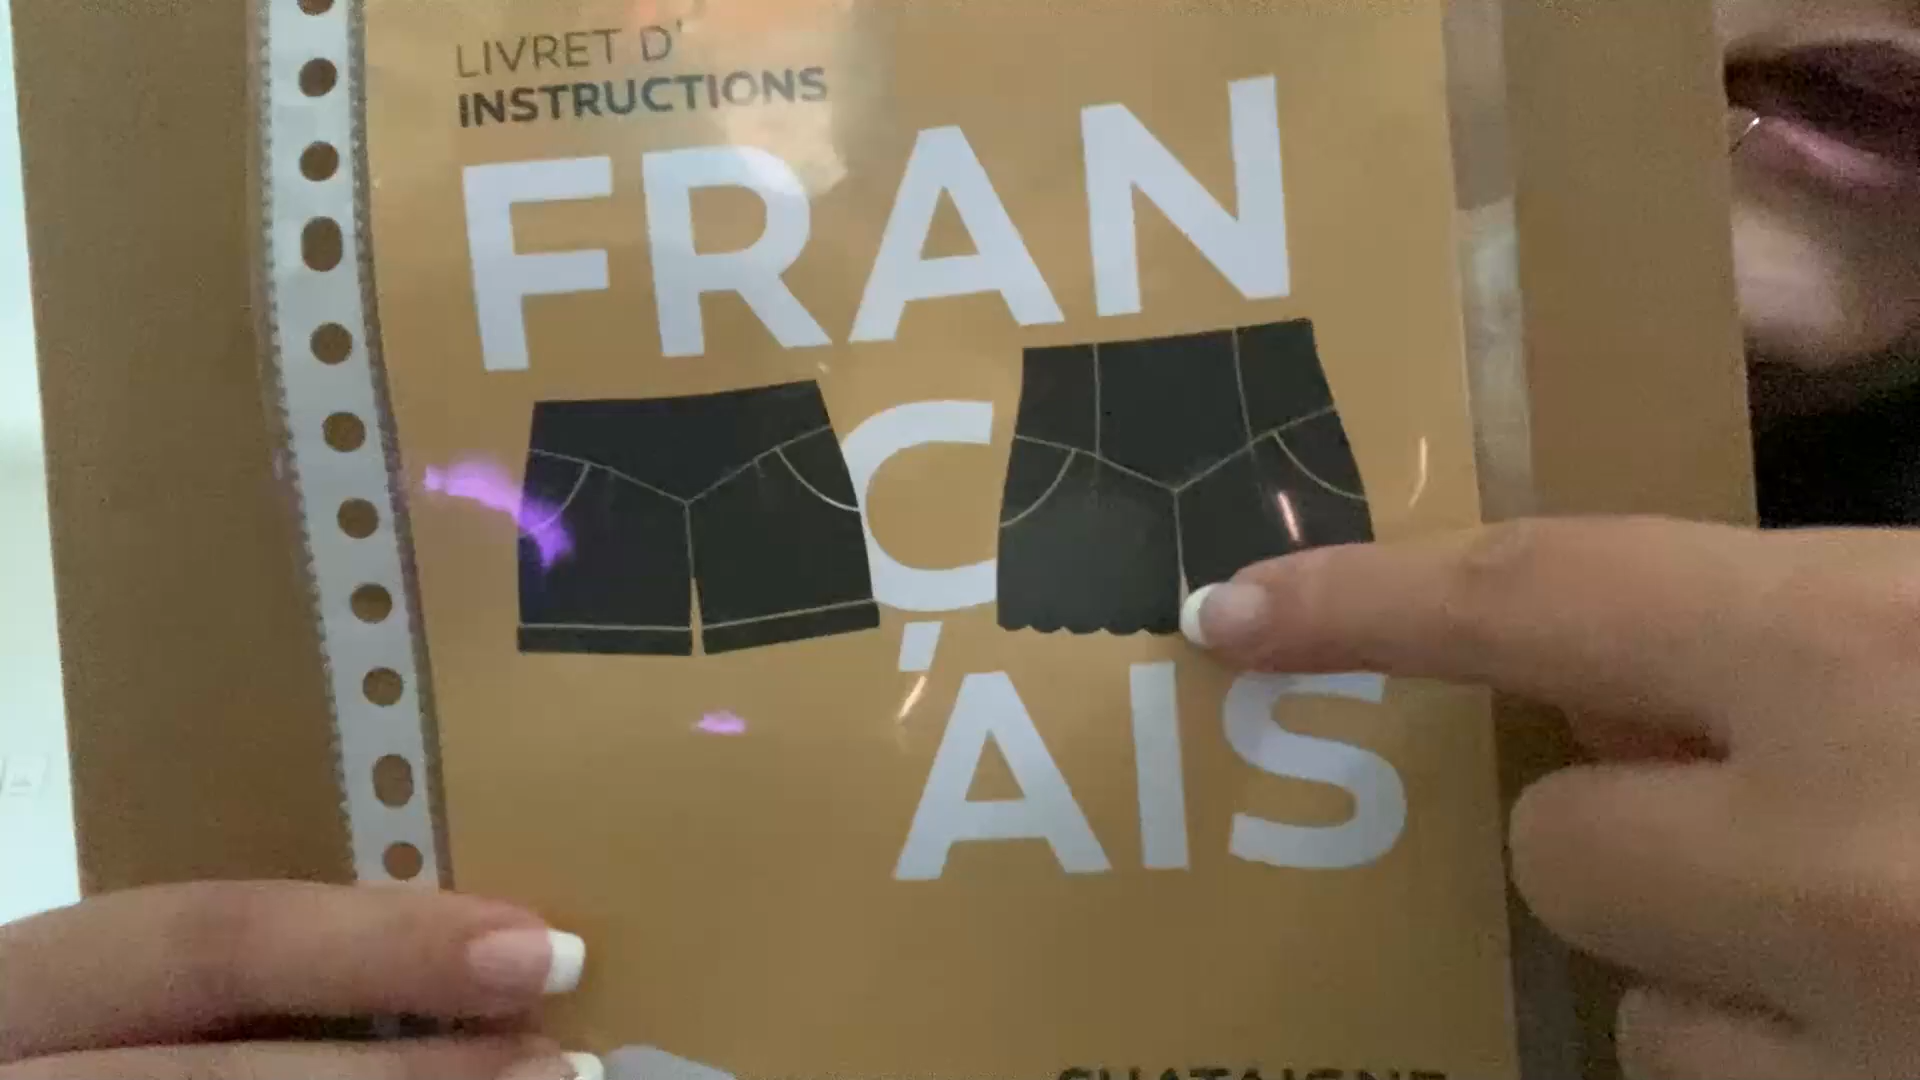 LIVRET D'
INSTRUCTIONS
FRAN
Ç
AIS